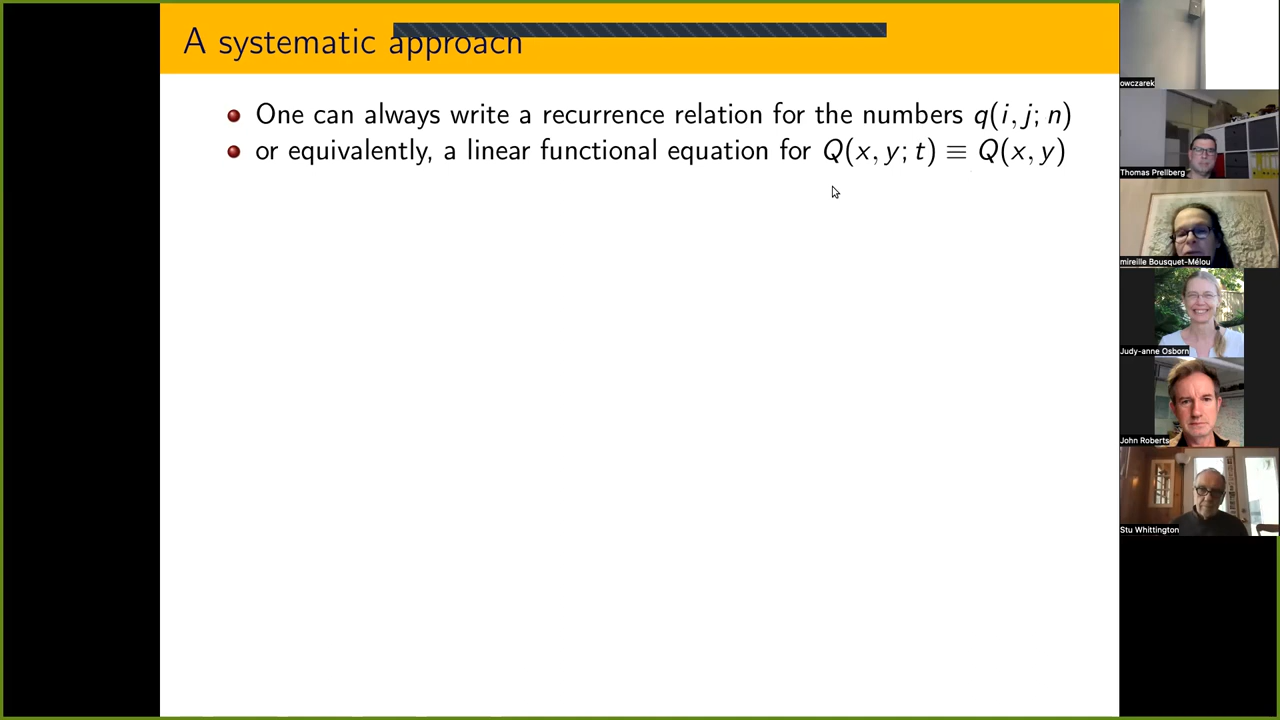 A systematic approach
One can always write a recurrence relation for the numbers q(i, j; n)
or equivalently, a linear functional equation for Q(x, y; t) ≡ Q(x, y)
owczarek
Thomas Prellberg
mireille Bousquet-Mélou
Judy-anne Osborn
John Roberts
Stu Whittington